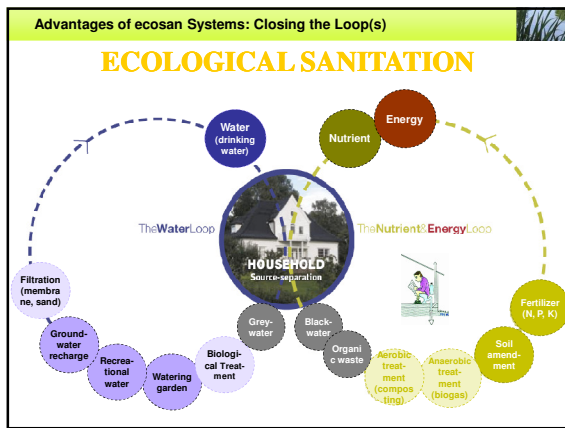 Advantages of ecosan Systems: Closing the Loop(s)
ECOLOGICAL SANITATION
Water
(drinking
water)
Nutrient
Energy
TheWaterLoop
TheNutrient&EnergyLoop
HOUSEHOLD
Source-separation
Filtration
(membra
ne, sand)
Ground-
water
recharge
Recrea-
tional
water
Watering
garden
Biologi
cal Treat-
ment
Grey-
water
Black-
water
Organi
c waste
Aerobic
treat-
ment
(compos
ting)
Anaerobic
treat-
ment
(biogas)
Soil
amend-
ment
Fertilizer
(N, P, K)